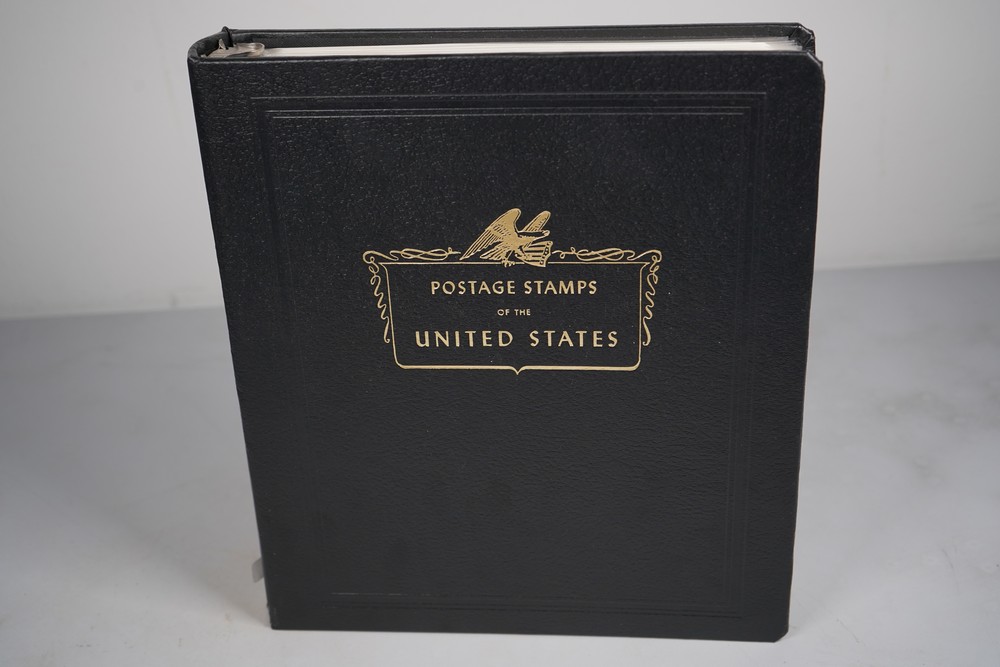 POSTAGE STAMPS
OF THE
UNITED STATES